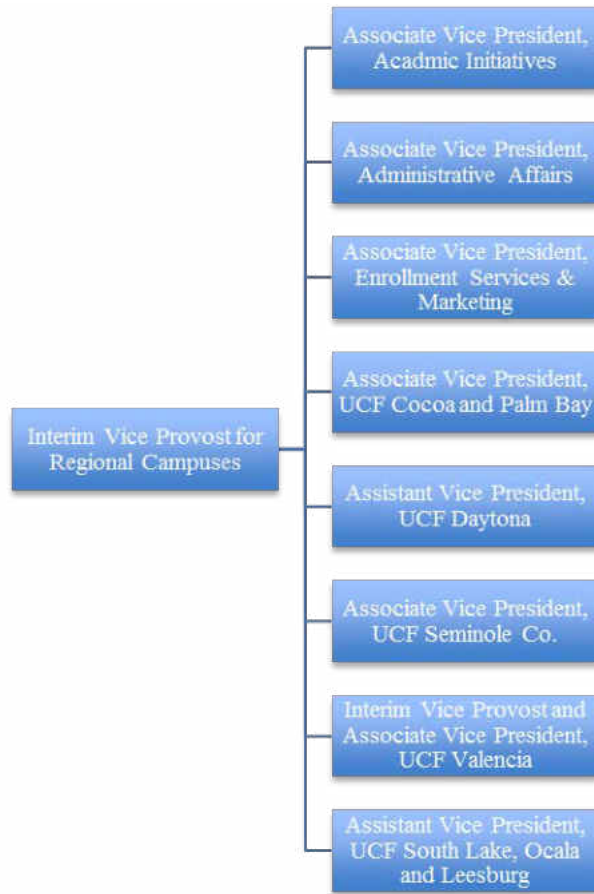 Associate Vice President,
Acadmic Initiatives
Associate Vice President,
Administrative Affairs
Associate Vice President,
Enrollment Services &
Marketing
Associate Vice President,
UCF Cocoa and Palm Bay
Interim Vice Provost for
Regional Campuses
Assistant Vice President,
UCF Daytona
Associate Vice President,
UCF Seminole Co.
Interim Vice Provost and
Associate Vice President,
UCF Valencia
Assistant Vice President,
UCF South Lake, Ocala
and Leesburg